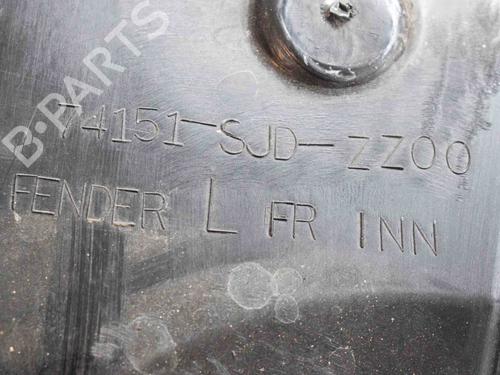 B-PARTS
74151-SJD-ZZ00
FENDER L FR INN